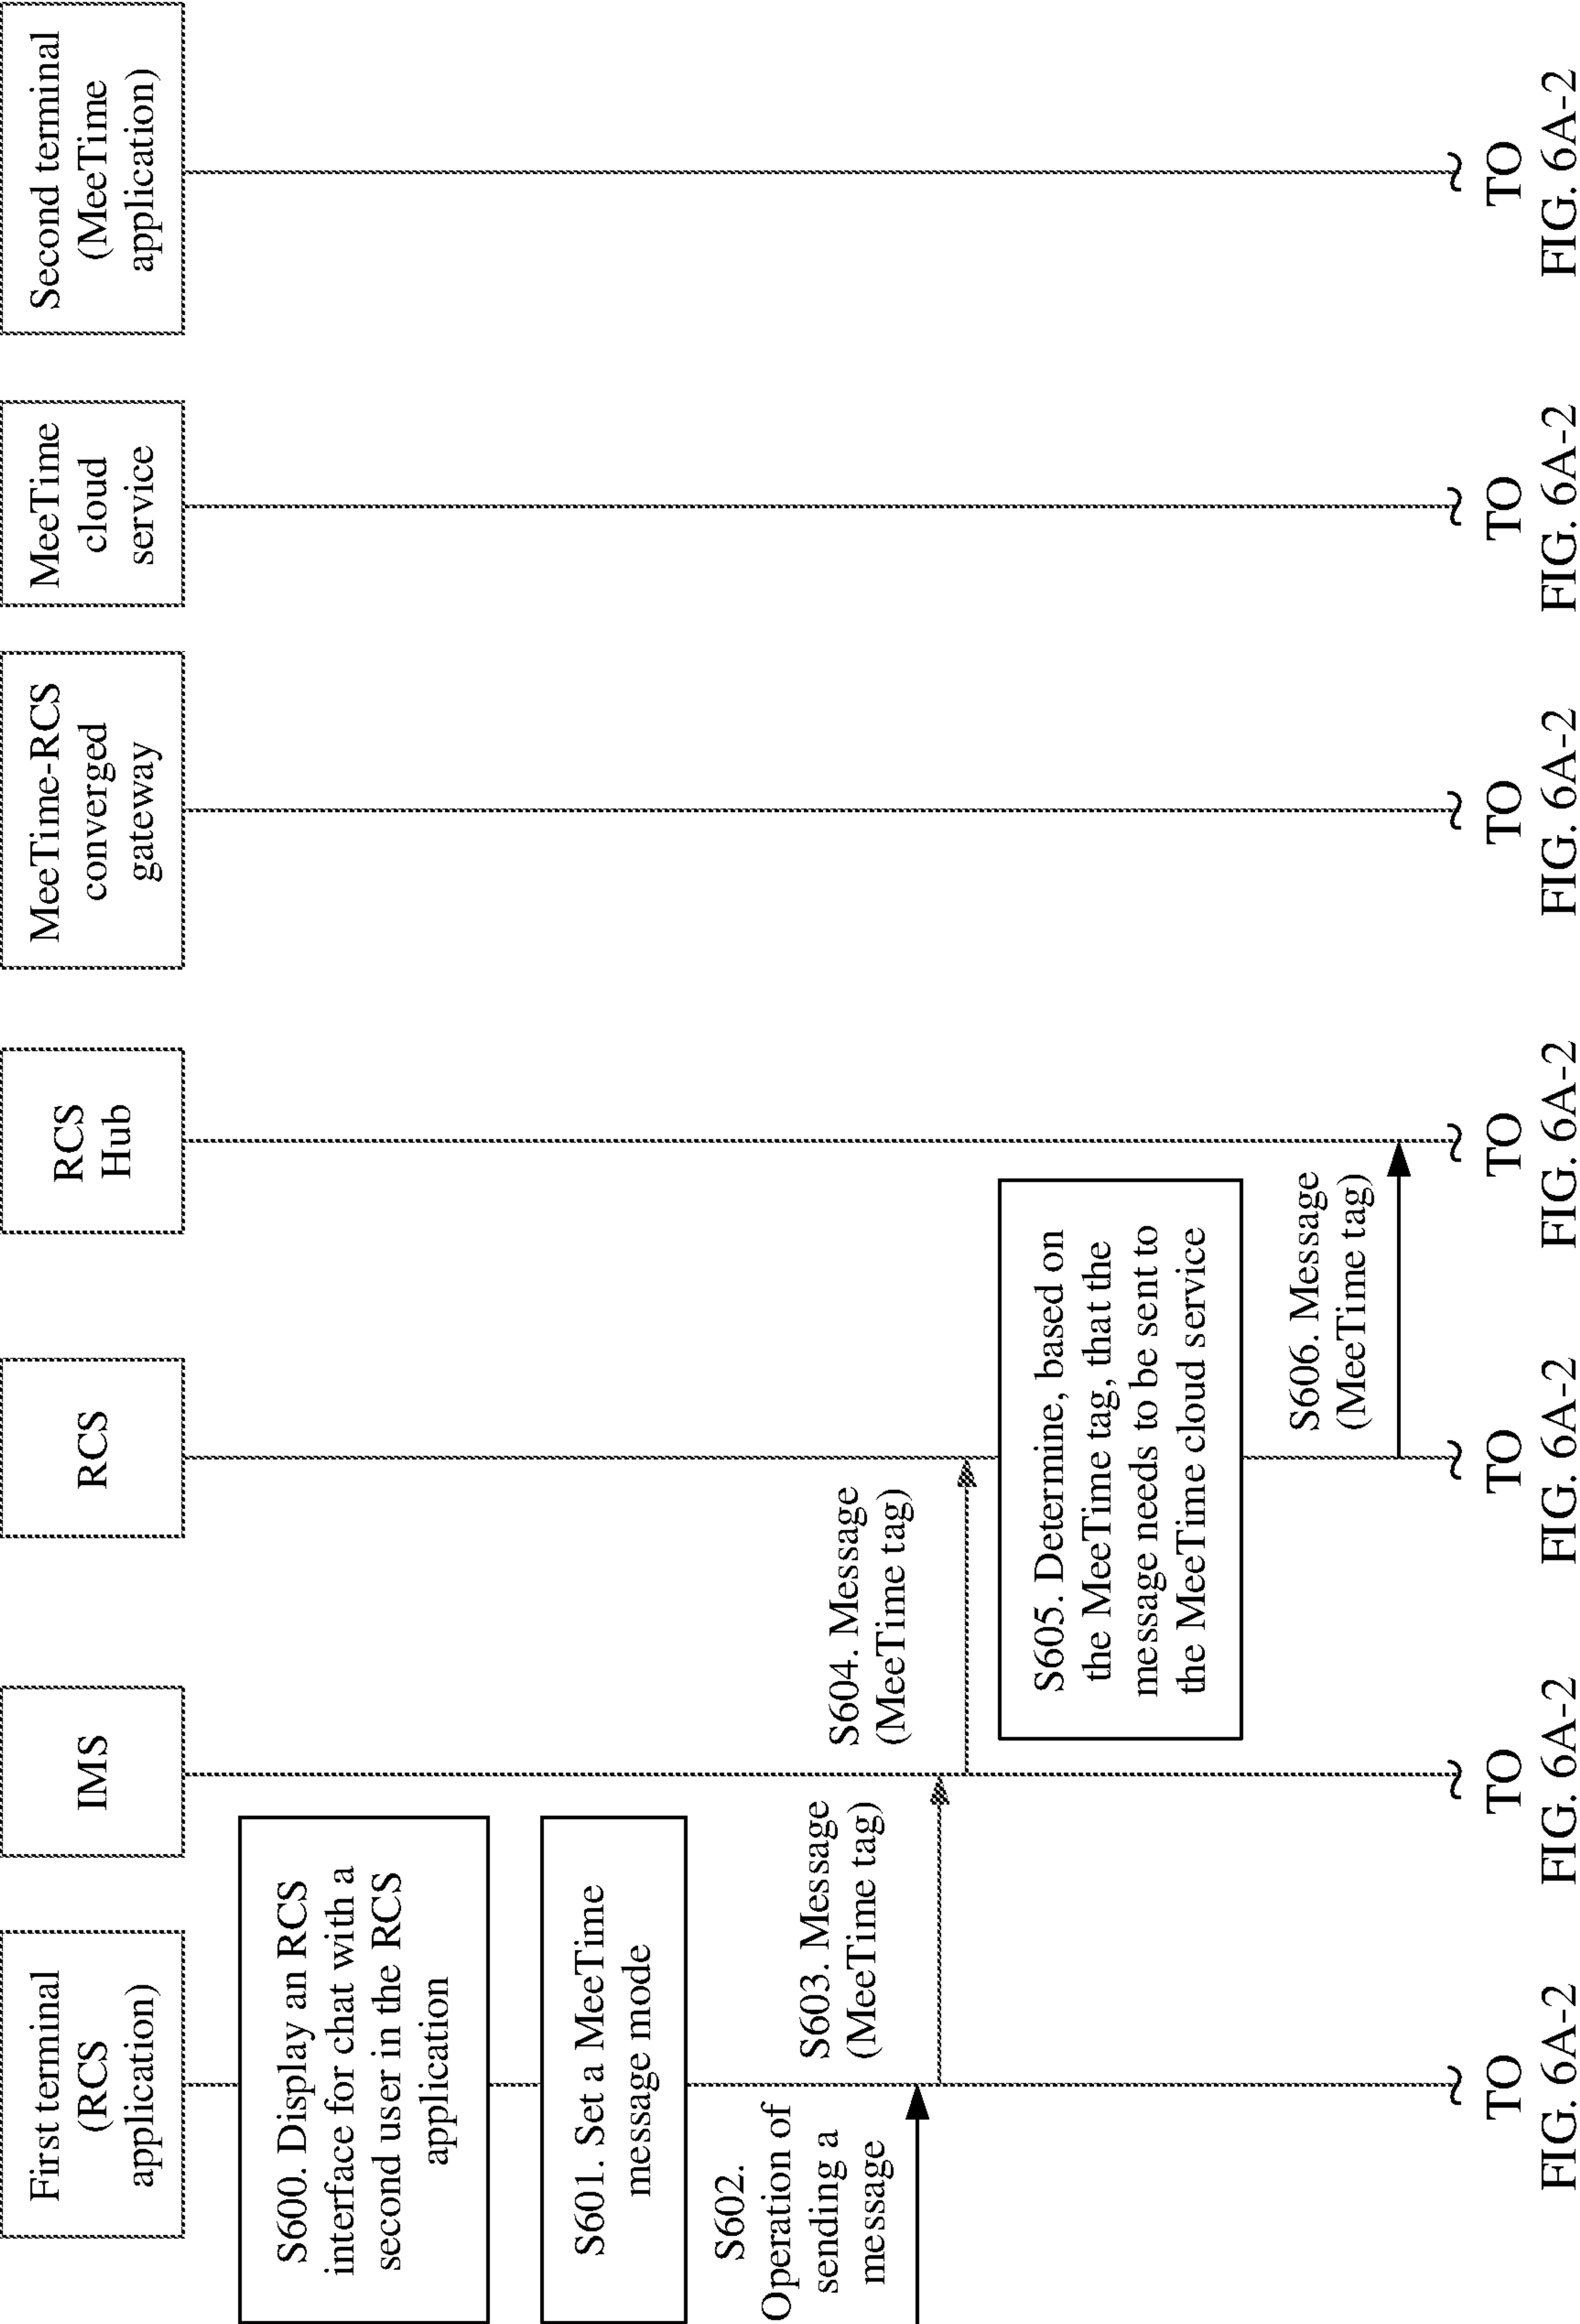 First terminal
(RCS
application)
IMS
RCS
RCS
Hub
MeeTime-RCS
converged
gateway
MeeTime
cloud
service
Second terminal
(MeeTime
application)
S600. Display an RCS
interface for chat with a
second user in the RCS
application
S601. Set a MeeTime
message mode
S602.
Operation of
sending a
message
S603. Message
(MeeTime tag)
S604. Message
(MeeTime tag)
S605. Determine, based on
the MeeTime tag, that the
message needs to be sent to
the MeeTime cloud service
S606. Message
(MeeTime tag)
TO
FIG. 6A-2
TO
FIG. 6A-2
TO
FIG. 6A-2
TO
FIG. 6A-2
TO
FIG. 6A-2
TO
FIG. 6A-2
TO
FIG. 6A-2